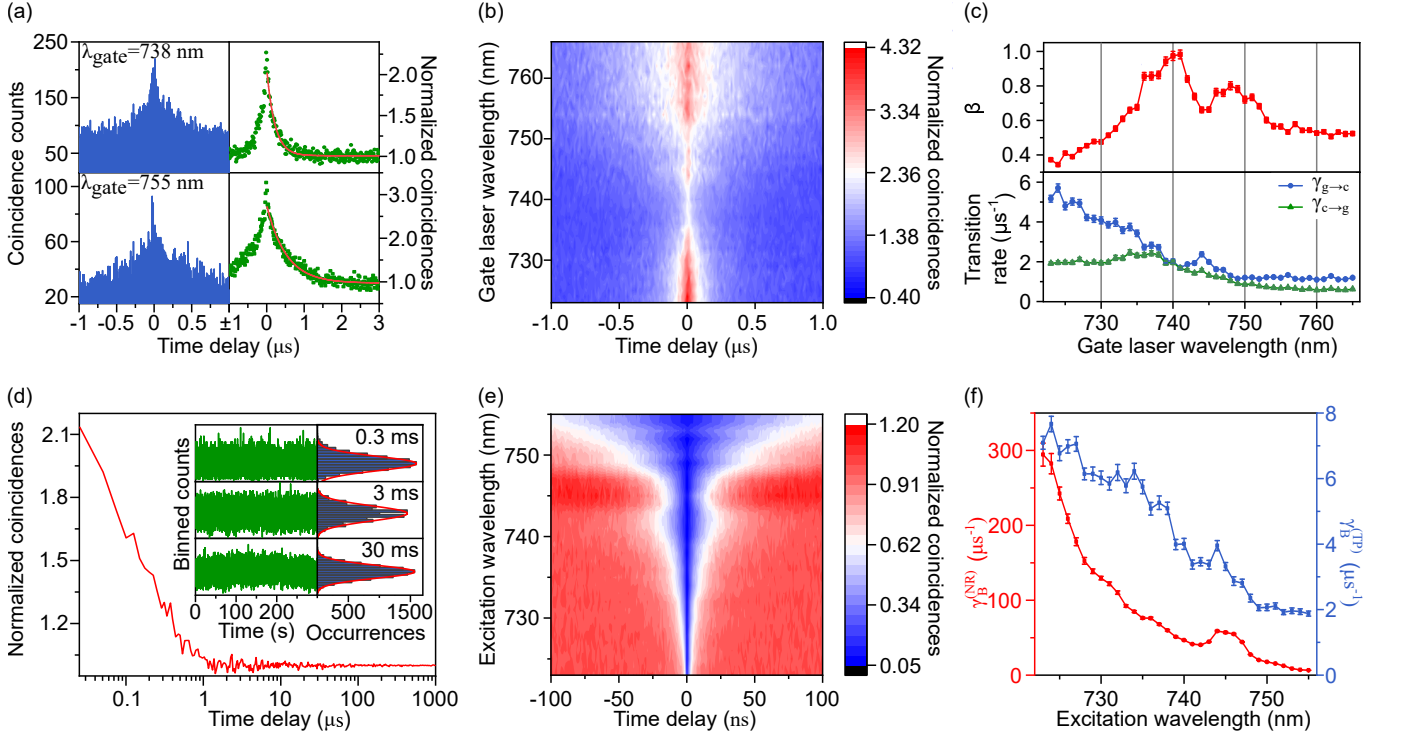 (a)
λgate=738 nm
λgate=755 nm
250
150
50
100
60
20
Coincidence counts
2.0
1.0
3.0
2.0
1.0
Normalized coincidences
-1 -0.5 0 0.5 ±1 0 1 2 3
Time delay (μs)
(b)
760
750
740
730
Gate laser wavelength (nm)
-1.0 -0.5 0 0.5 1.0
Time delay (μs)
4.32
3.34
2.36
1.38
0.40
Normalized coincidences
(c)
1.0
0.8
0.6
0.4
β
6
4
2
0
Transition
rate (μs⁻¹)
γg→c
γc→g
730 740 750 760
Gate laser wavelength (nm)
(d)
2.1
1.8
1.5
1.2
Normalized coincidences
0.1 1 10 100 1000
Time delay (μs)
Binned counts
0.3 ms
3 ms
30 ms
0 100 200 500 1500
Time (s) Occurrences
(e)
750
740
730
Excitation wavelength (nm)
-100 -50 0 50 100
Time delay (ns)
1.20
0.91
0.62
0.34
0.05
Normalized coincidences
(f)
300
200
100
0
γB(NR) (μs⁻¹)
8
6
4
2
0
γB(TP) (μs⁻¹)
730 740 750
Excitation wavelength (nm)